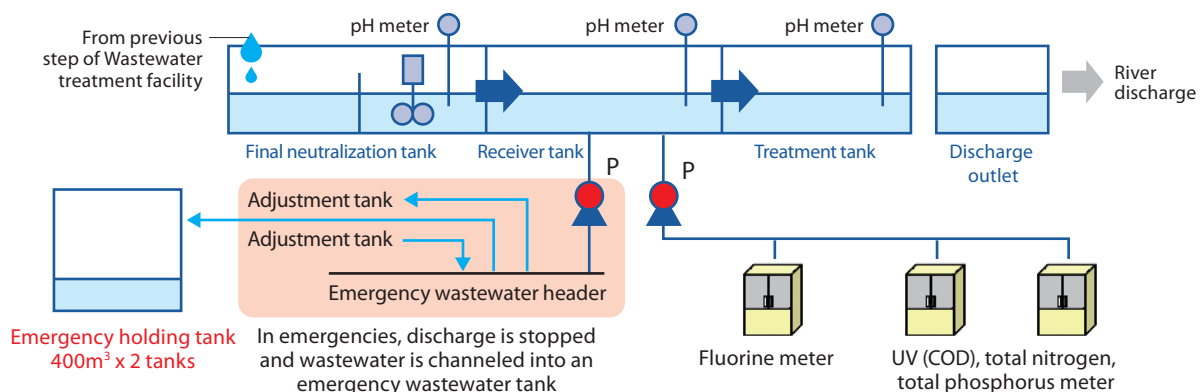 From previous
step of Wastewater
treatment facility
pH meter
pH meter
pH meter
River
discharge
Final neutralization tank
Receiver tank
Treatment tank
Discharge
outlet
P
P
Adjustment tank
Adjustment tank
Emergency wastewater header
Emergency holding tank
400m³ x 2 tanks
In emergencies, discharge is stopped
and wastewater is channeled into an
emergency wastewater tank
Fluorine meter
UV (COD), total nitrogen,
total phosphorus meter